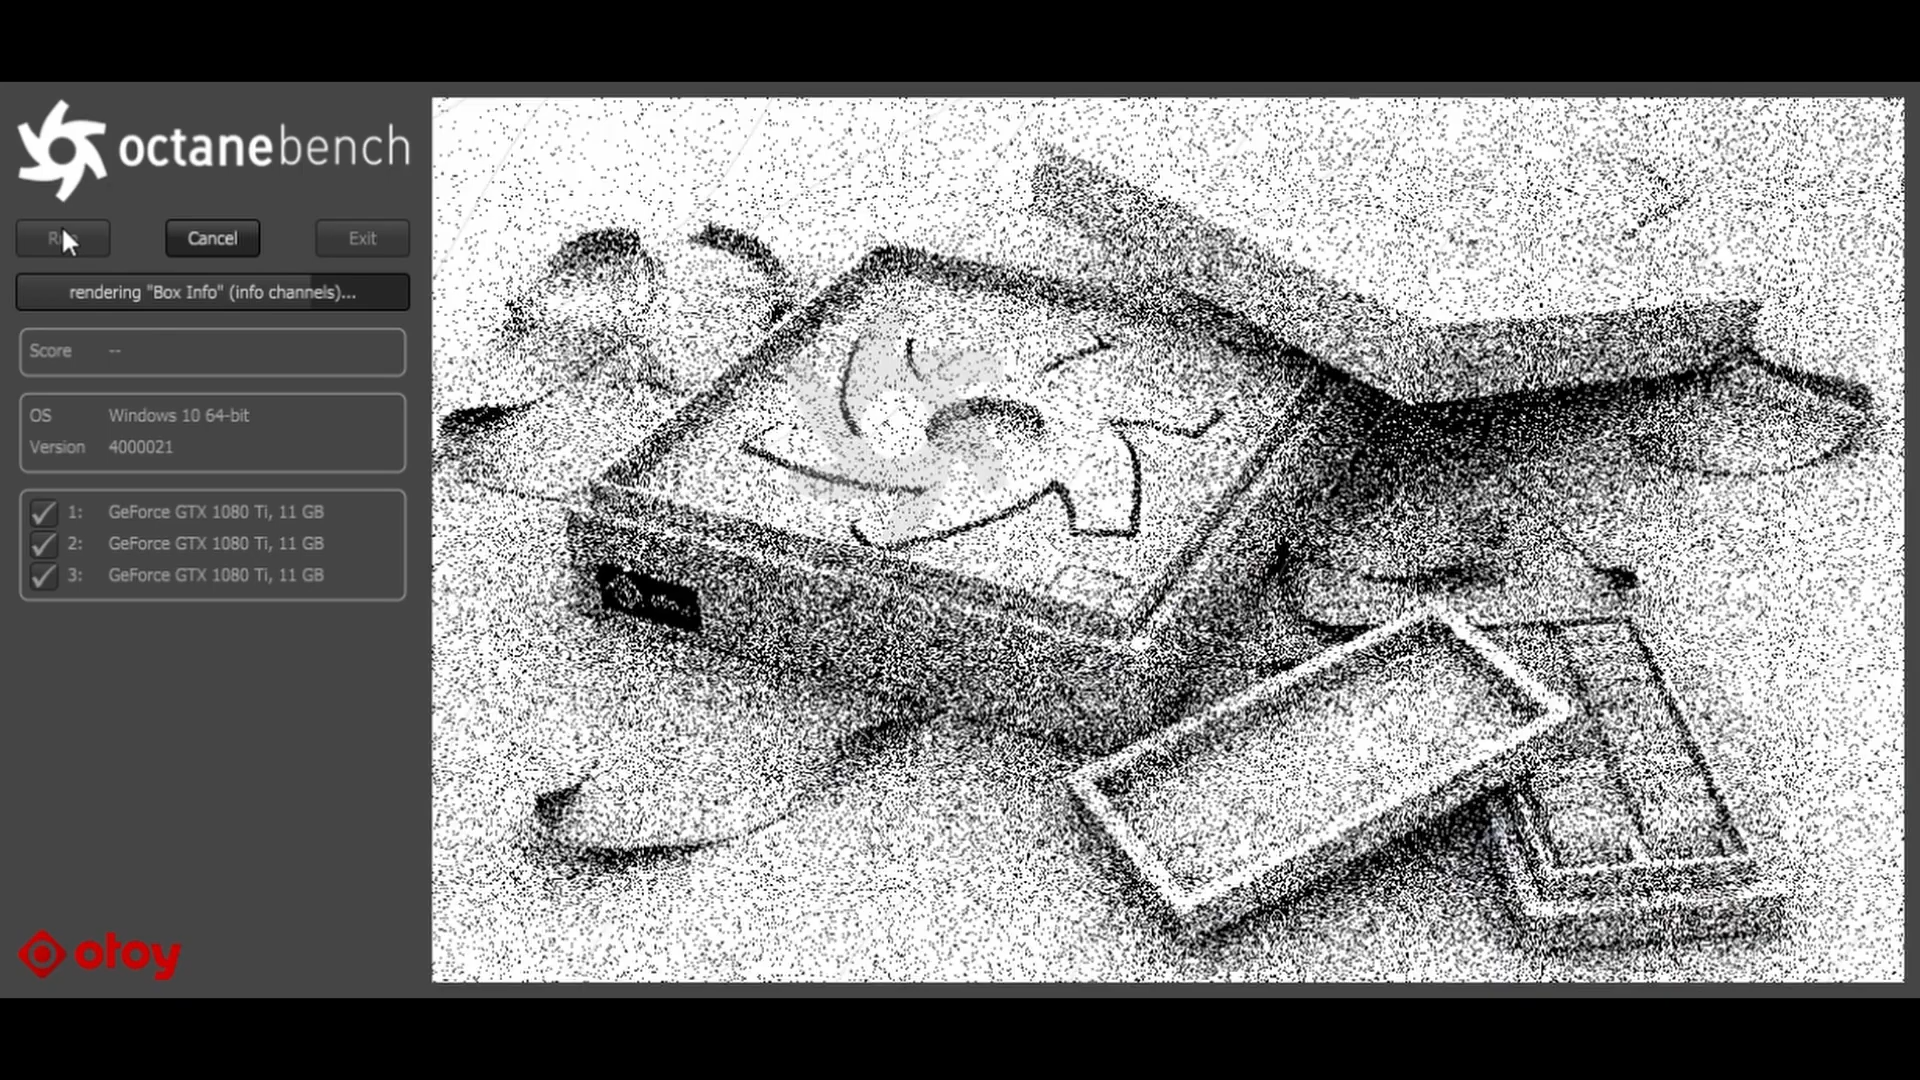 octanebench
Cancel
Exit
rendering "Box Info" (info channels)...
Score --
OS Windows 10 64-bit
Version 4000021
1: GeForce GTX 1080 Ti, 11 GB
2: GeForce GTX 1080 Ti, 11 GB
3: GeForce GTX 1080 Ti, 11 GB
otoy